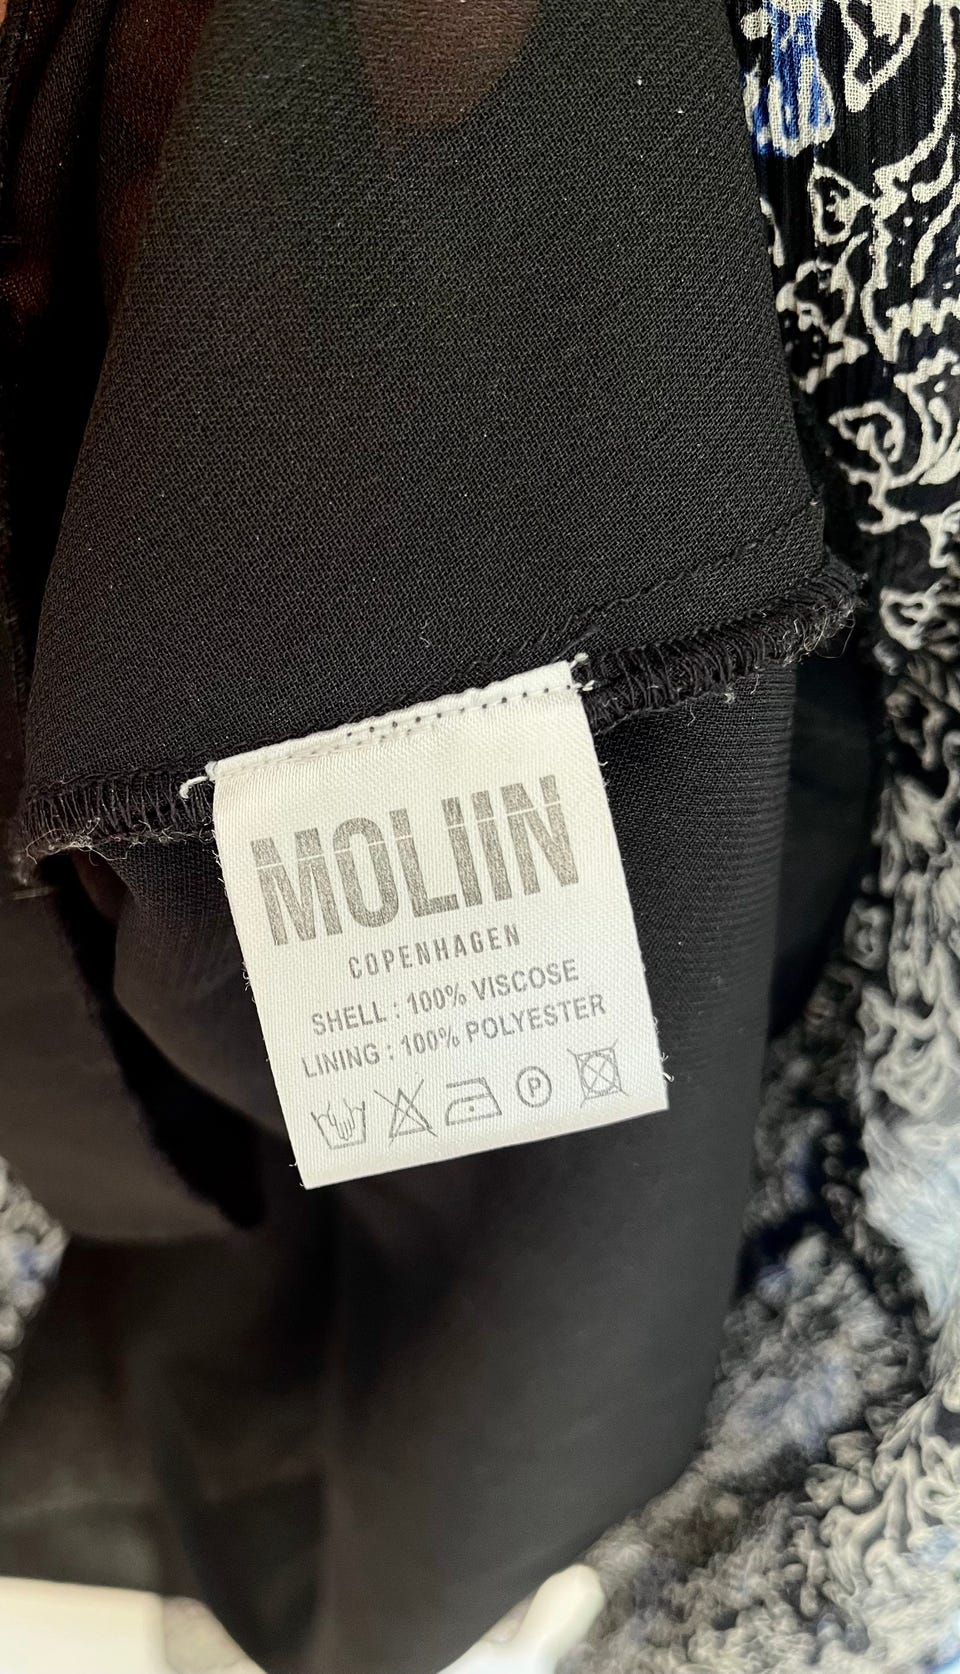 MOLIIN
COPENHAGEN
SHELL : 100% VISCOSE
LINING : 100% POLYESTER
P